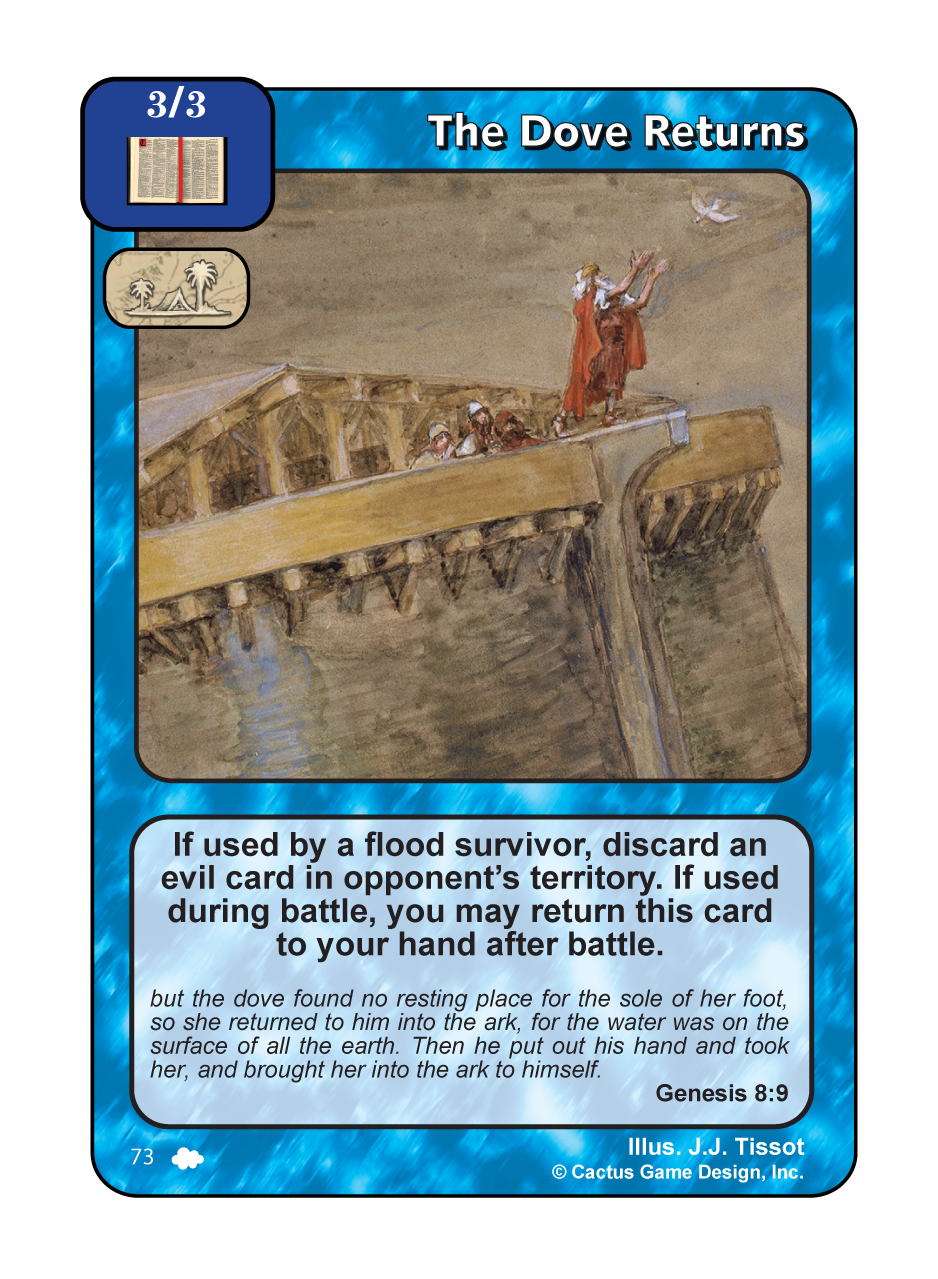 3/3
The Dove Returns
If used by a flood survivor, discard an
evil card in opponent's territory. If used
during battle, you may return this card
to your hand after battle.
but the dove found no resting place for the sole of her foot,
so she returned to him into the ark, for the water was on the
surface of all the earth. Then he put out his hand and took
her, and brought her into the ark to himself.
Genesis 8:9
73
Illus. J.J. Tissot
© Cactus Game Design, Inc.